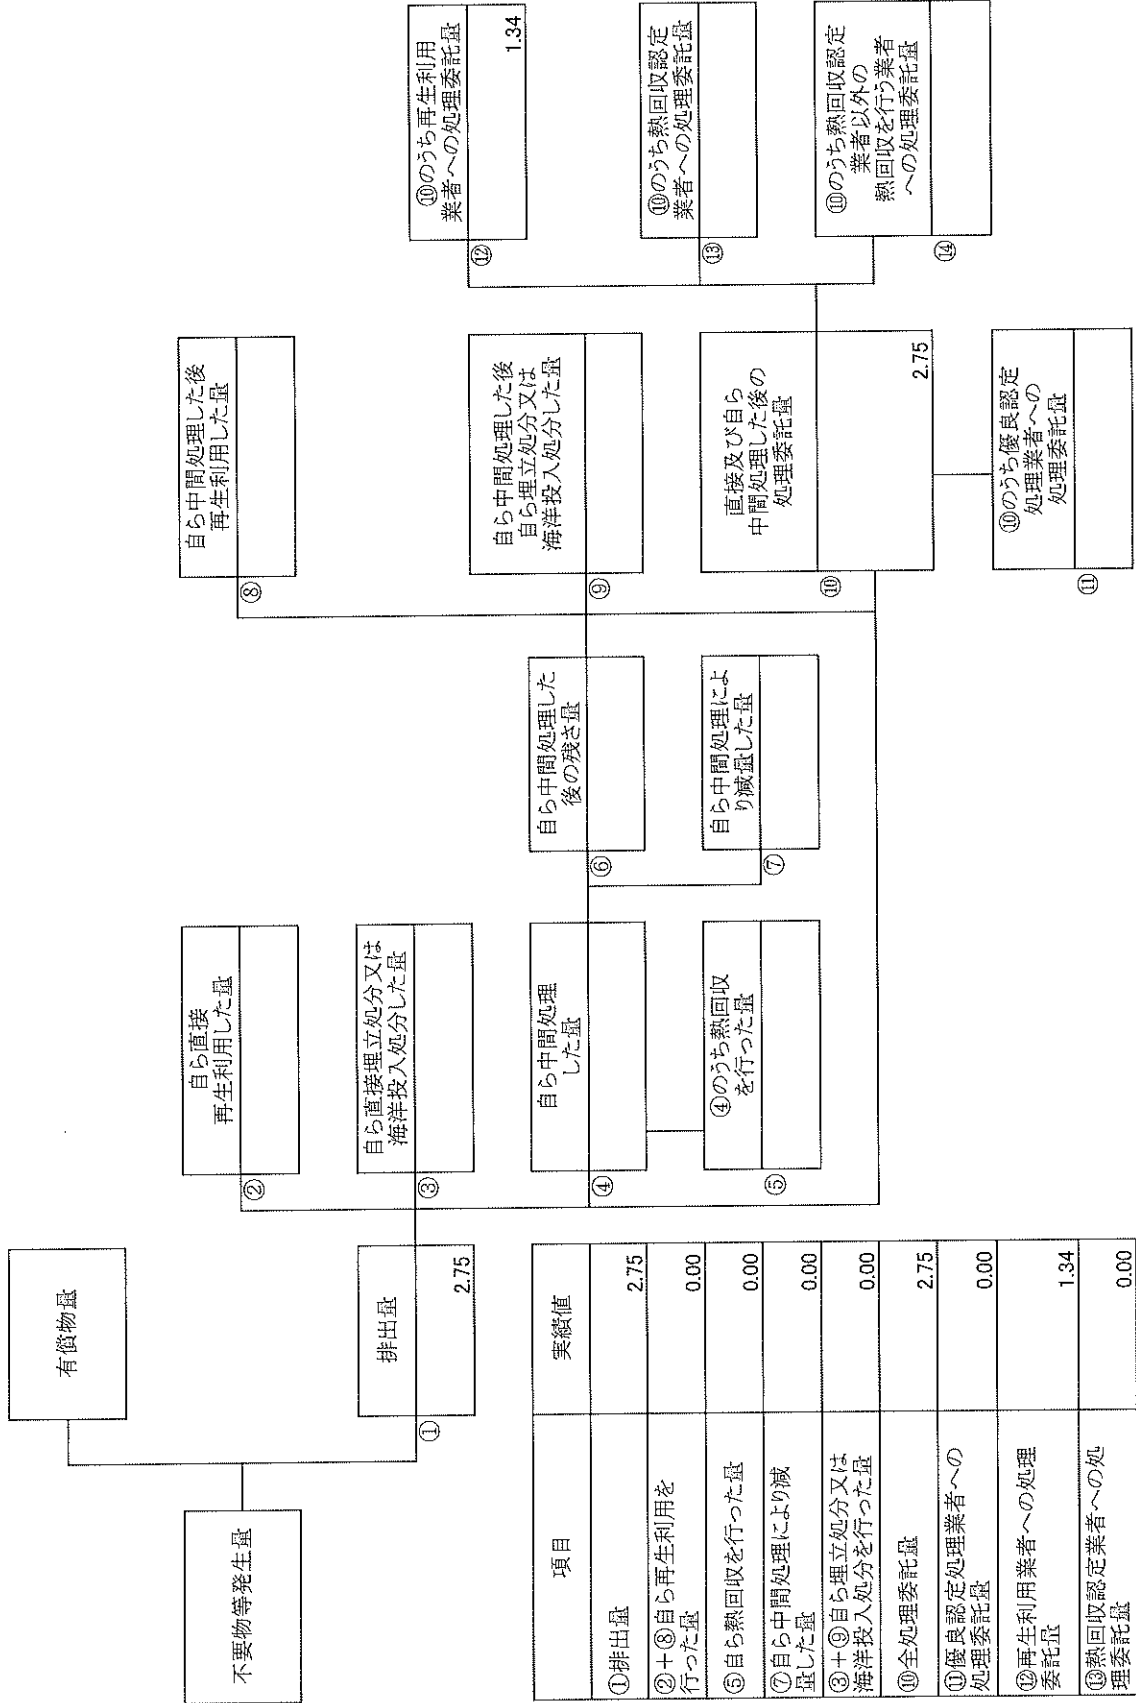 不要物等発生量
有償物量
①
排出量
2.75
②
自ら直接
再生利用した量
③
自ら直接埋立処分又は
海洋投入処分した量
④
自ら中間処理
した量
⑤
④のうち熱回収
を行った量
⑥
自ら中間処理した
後の残さ量
⑦
自ら中間処理によ
り減量した量
⑧
自ら中間処理した後
再生利用した量
⑨
自ら中間処理した後
自ら埋立処分又は
海洋投入処分した量
⑩
直接及び自ら
中間処理した後の
処理委託量
2.75
⑪
⑩のうち優良認定
処理業者への
処理委託量
⑫
⑩のうち再生利用
業者への処理委託量
1.34
⑬
⑩のうち熱回収認定
業者への処理委託量
⑭
⑩のうち熱回収認定
業者以外の
熱回収を行う業者
への処理委託量
項目 実績値
①排出量 2.75
②+⑧自ら再生利用を
行った量 0.00
⑤自ら熱回収を行った量 0.00
⑦自ら中間処理により減
量した量 0.00
③+⑨自ら埋立処分又は
海洋投入処分を行った量 0.00
⑩全処理委託量 2.75
⑪優良認定処理業者への
処理委託量 0.00
⑫再生利用業者への処理
委託量 1.34
⑬熱回収認定業者への処
理委託量 0.00